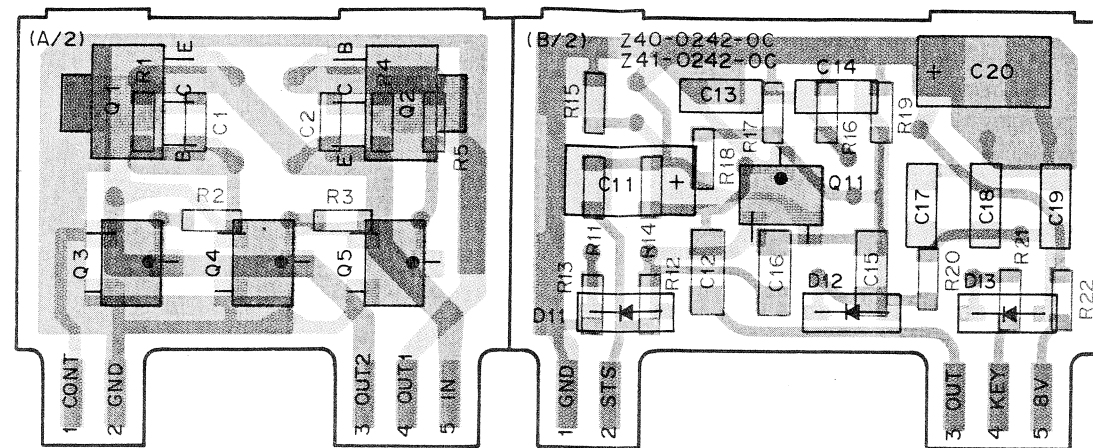 (A/2)
E
B
R1
R4
Q1
C
C
Q2
C1
C2
B
E
R5
R2
R3
Q3
Q4
Q5
1 CONT
2 GND
3 OUT2
4 OUT1
5 IN
(B/2)
Z40-0242-0C
Z41-0242-0C
C14
C20
+
R15
C13
R17
R16
R19
R18
C11
+
Q11
C17
C18
C19
R11
R14
R13
R12
C12
C16
C15
R20
R21
R22
D11
D12
D13
1 GND
2 STS
3 OUT
4 KEY
5 8V